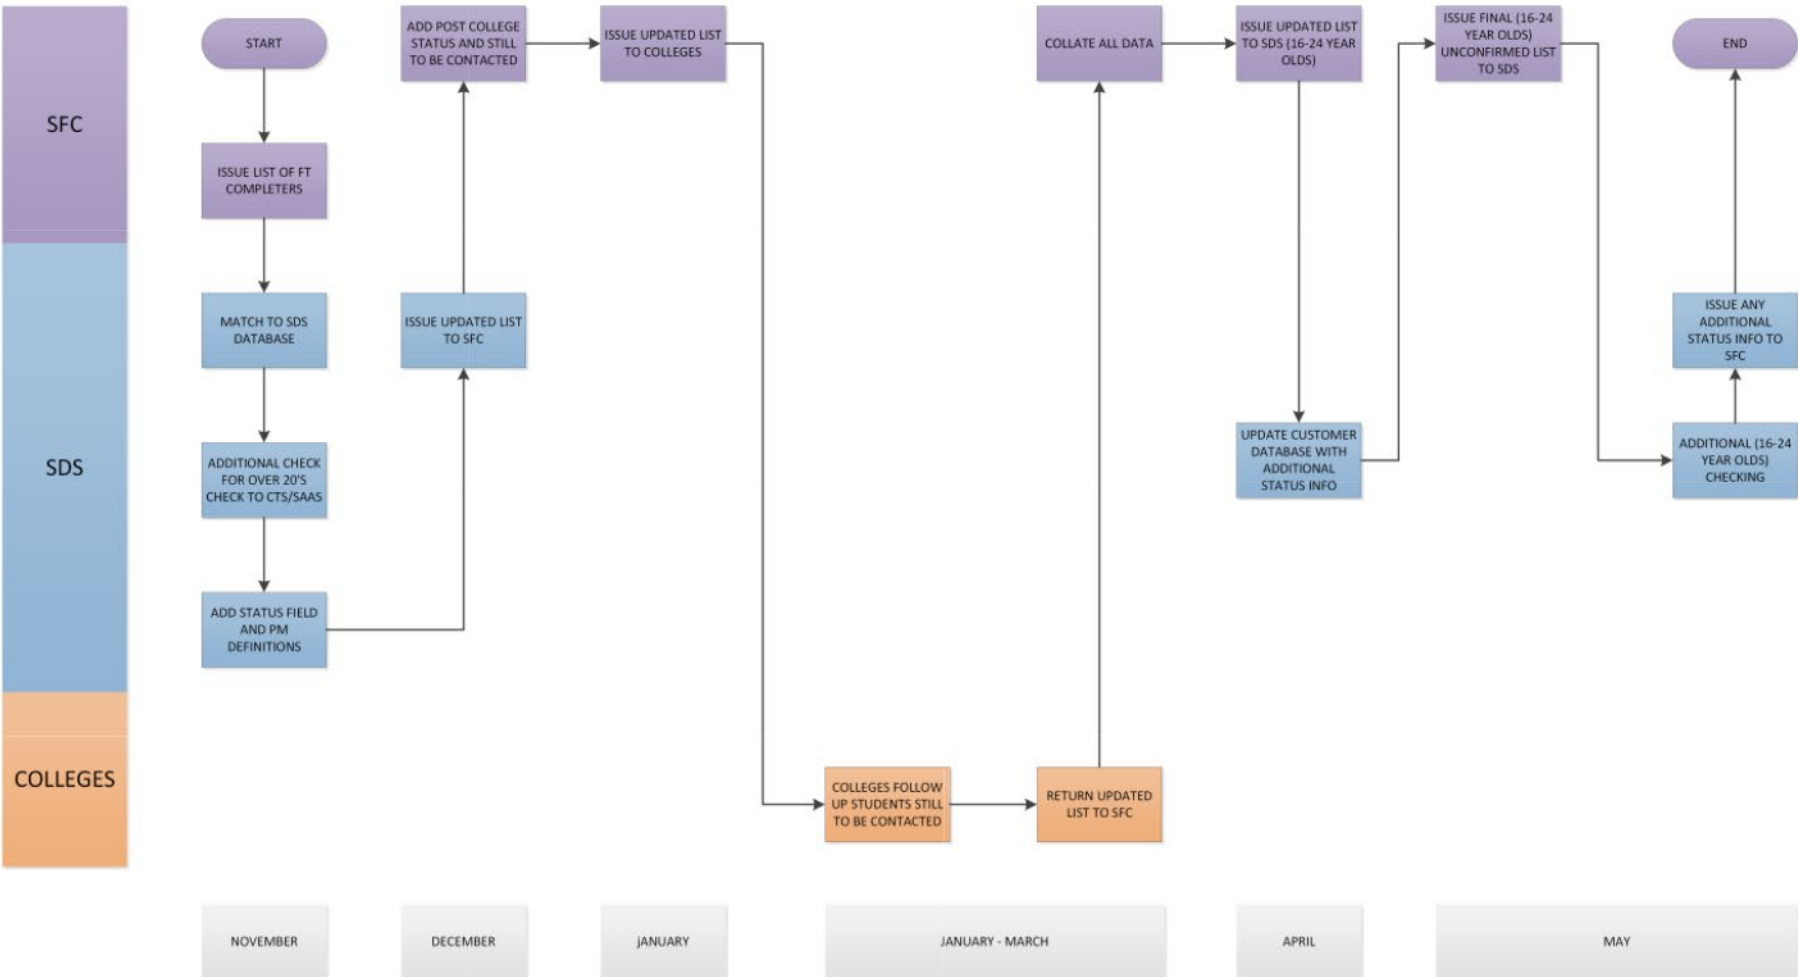 SFC
SDS
COLLEGES
START
ISSUE LIST OF FT
COMPLETERS
MATCH TO SDS
DATABASE
ADDITIONAL CHECK
FOR OVER 20'S
CHECK TO CTS/SAAS
ADD STATUS FIELD
AND PM
DEFINITIONS
ISSUE UPDATED LIST
TO SFC
ADD POST COLLEGE
STATUS AND STILL
TO BE CONTACTED
ISSUE UPDATED LIST
TO COLLEGES
COLLEGES FOLLOW
UP STUDENTS STILL
TO BE CONTACTED
RETURN UPDATED
LIST TO SFC
COLLATE ALL DATA
ISSUE UPDATED LIST
TO SDS (16-24 YEAR
OLDS)
UPDATE CUSTOMER
DATABASE WITH
ADDITIONAL
STATUS INFO
ISSUE FINAL (16-24
YEAR OLDS)
UNCONFIRMED LIST
TO SDS
ADDITIONAL (16-24
YEAR OLDS)
CHECKING
ISSUE ANY
ADDITIONAL
STATUS INFO TO
SFC
END
NOVEMBER
DECEMBER
jANUARY
JANUARY - MARCH
APRIL
MAY